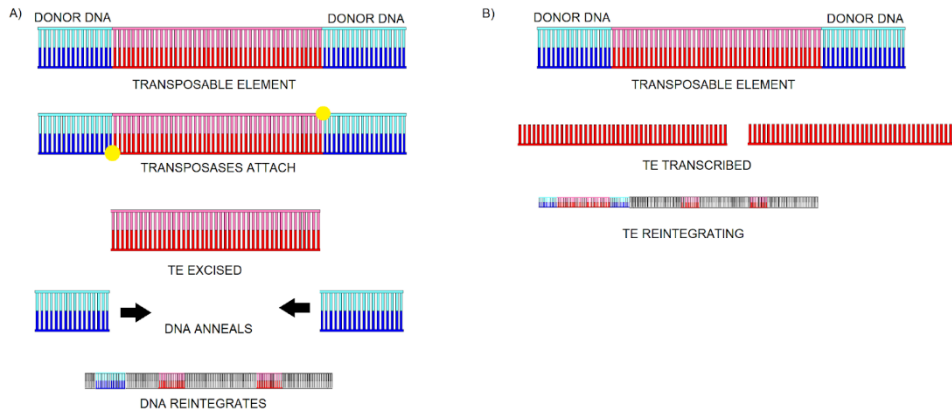 A)
DONOR DNA DONOR DNA
TRANSPOSABLE ELEMENT
TRANSPOSASES ATTACH
TE EXCISED
DNA ANNEALS
DNA REINTEGRATES
B)
DONOR DNA DONOR DNA
TRANSPOSABLE ELEMENT
TE TRANSCRIBED
TE REINTEGRATING